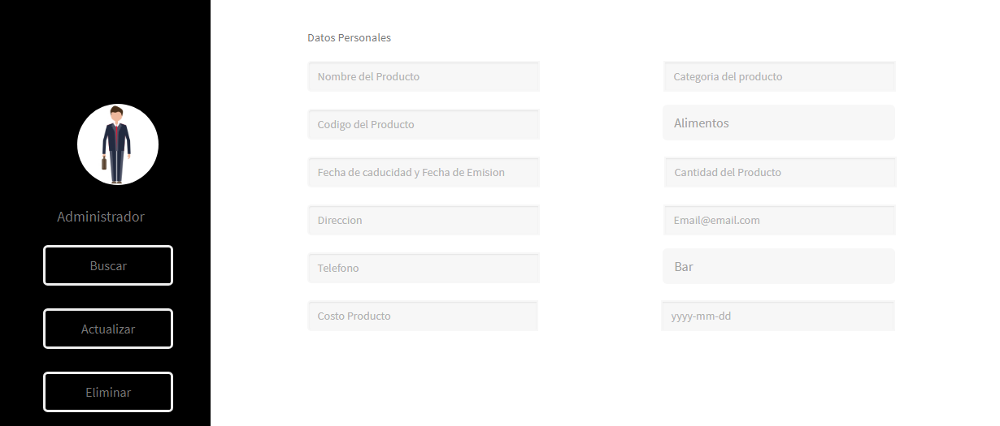 Administrador
Buscar
Actualizar
Eliminar
Datos Personales
Nombre del Producto
Categoria del producto
Codigo del Producto
Alimentos
Fecha de caducidad y Fecha de Emision
Cantidad del Producto
Direccion
Email@email.com
Telefono
Bar
Costo Producto
yyyy-mm-dd